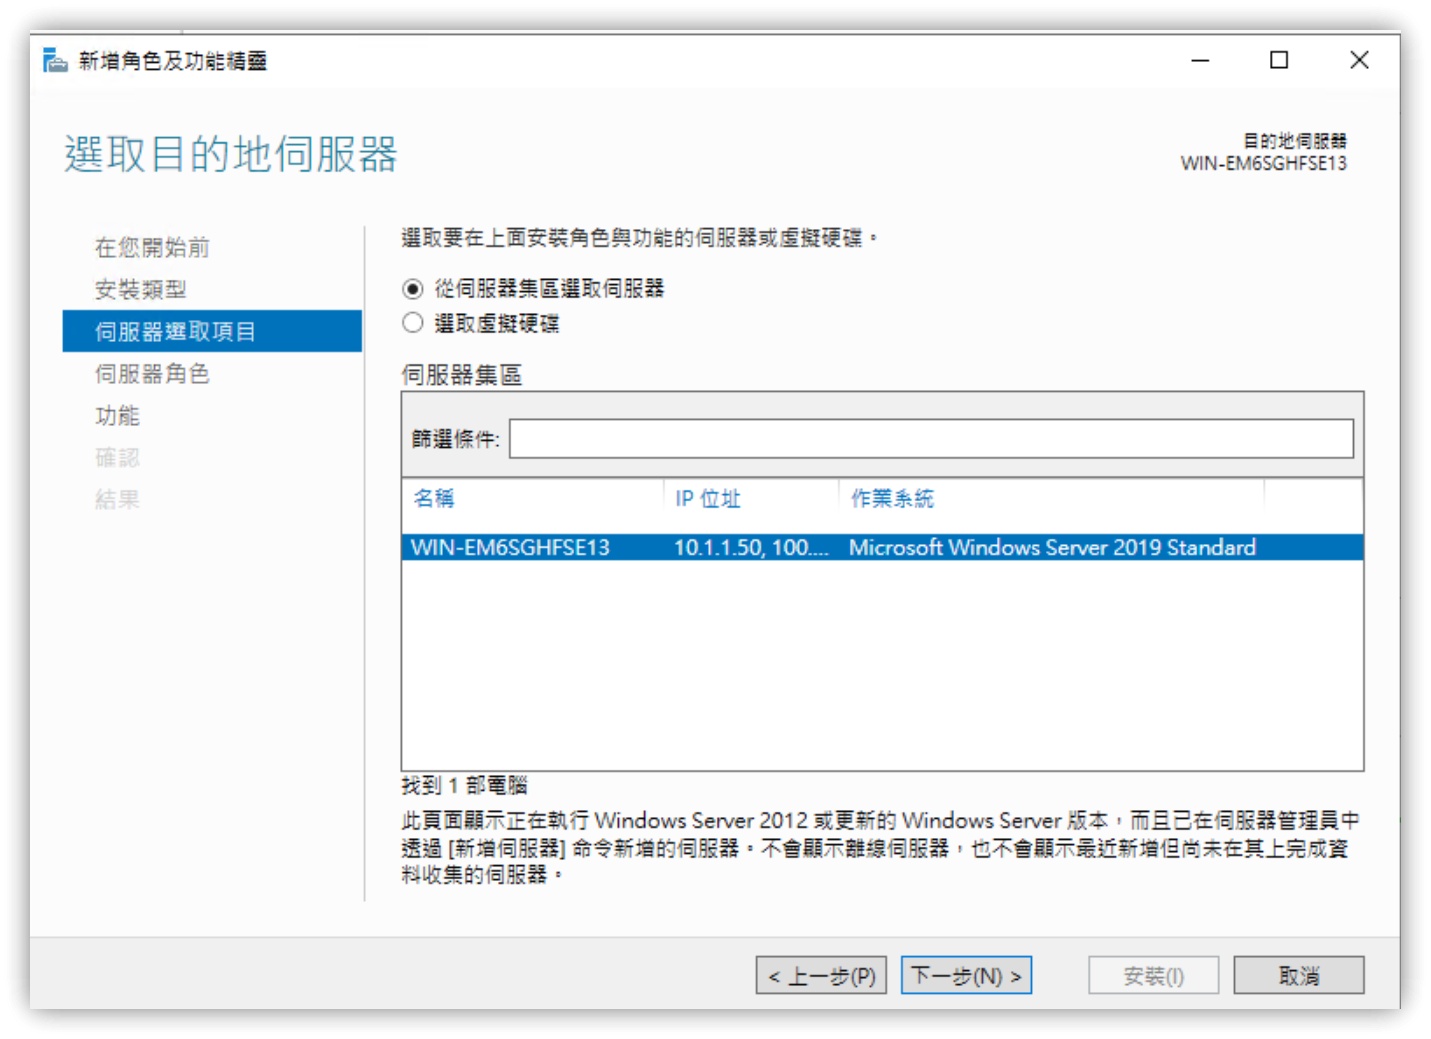 新增角色及功能精靈
選取目的地伺服器
目的地伺服器
WIN-EM6SGHFSE13
在您開始前
安裝類型
伺服器選取項目
伺服器角色
功能
確認
結果
選取要在上面安裝角色與功能的伺服器或虛擬硬碟。
從伺服器集區選取伺服器
選取虛擬硬碟
伺服器集區
篩選條件:
名稱 IP 位址 作業系統
WIN-EM6SGHFSE13 10.1.1.50, 100.... Microsoft Windows Server 2019 Standard
找到 1 部電腦
此頁面顯示正在執行 Windows Server 2012 或更新的 Windows Server 版本，而且已在伺服器管理員中
透過 [新增伺服器] 命令新增的伺服器。不會顯示離線伺服器，也不會顯示最近新增但尚未在其上完成資
料收集的伺服器。
< 上一步(P) 下一步(N) > 安裝(I) 取消